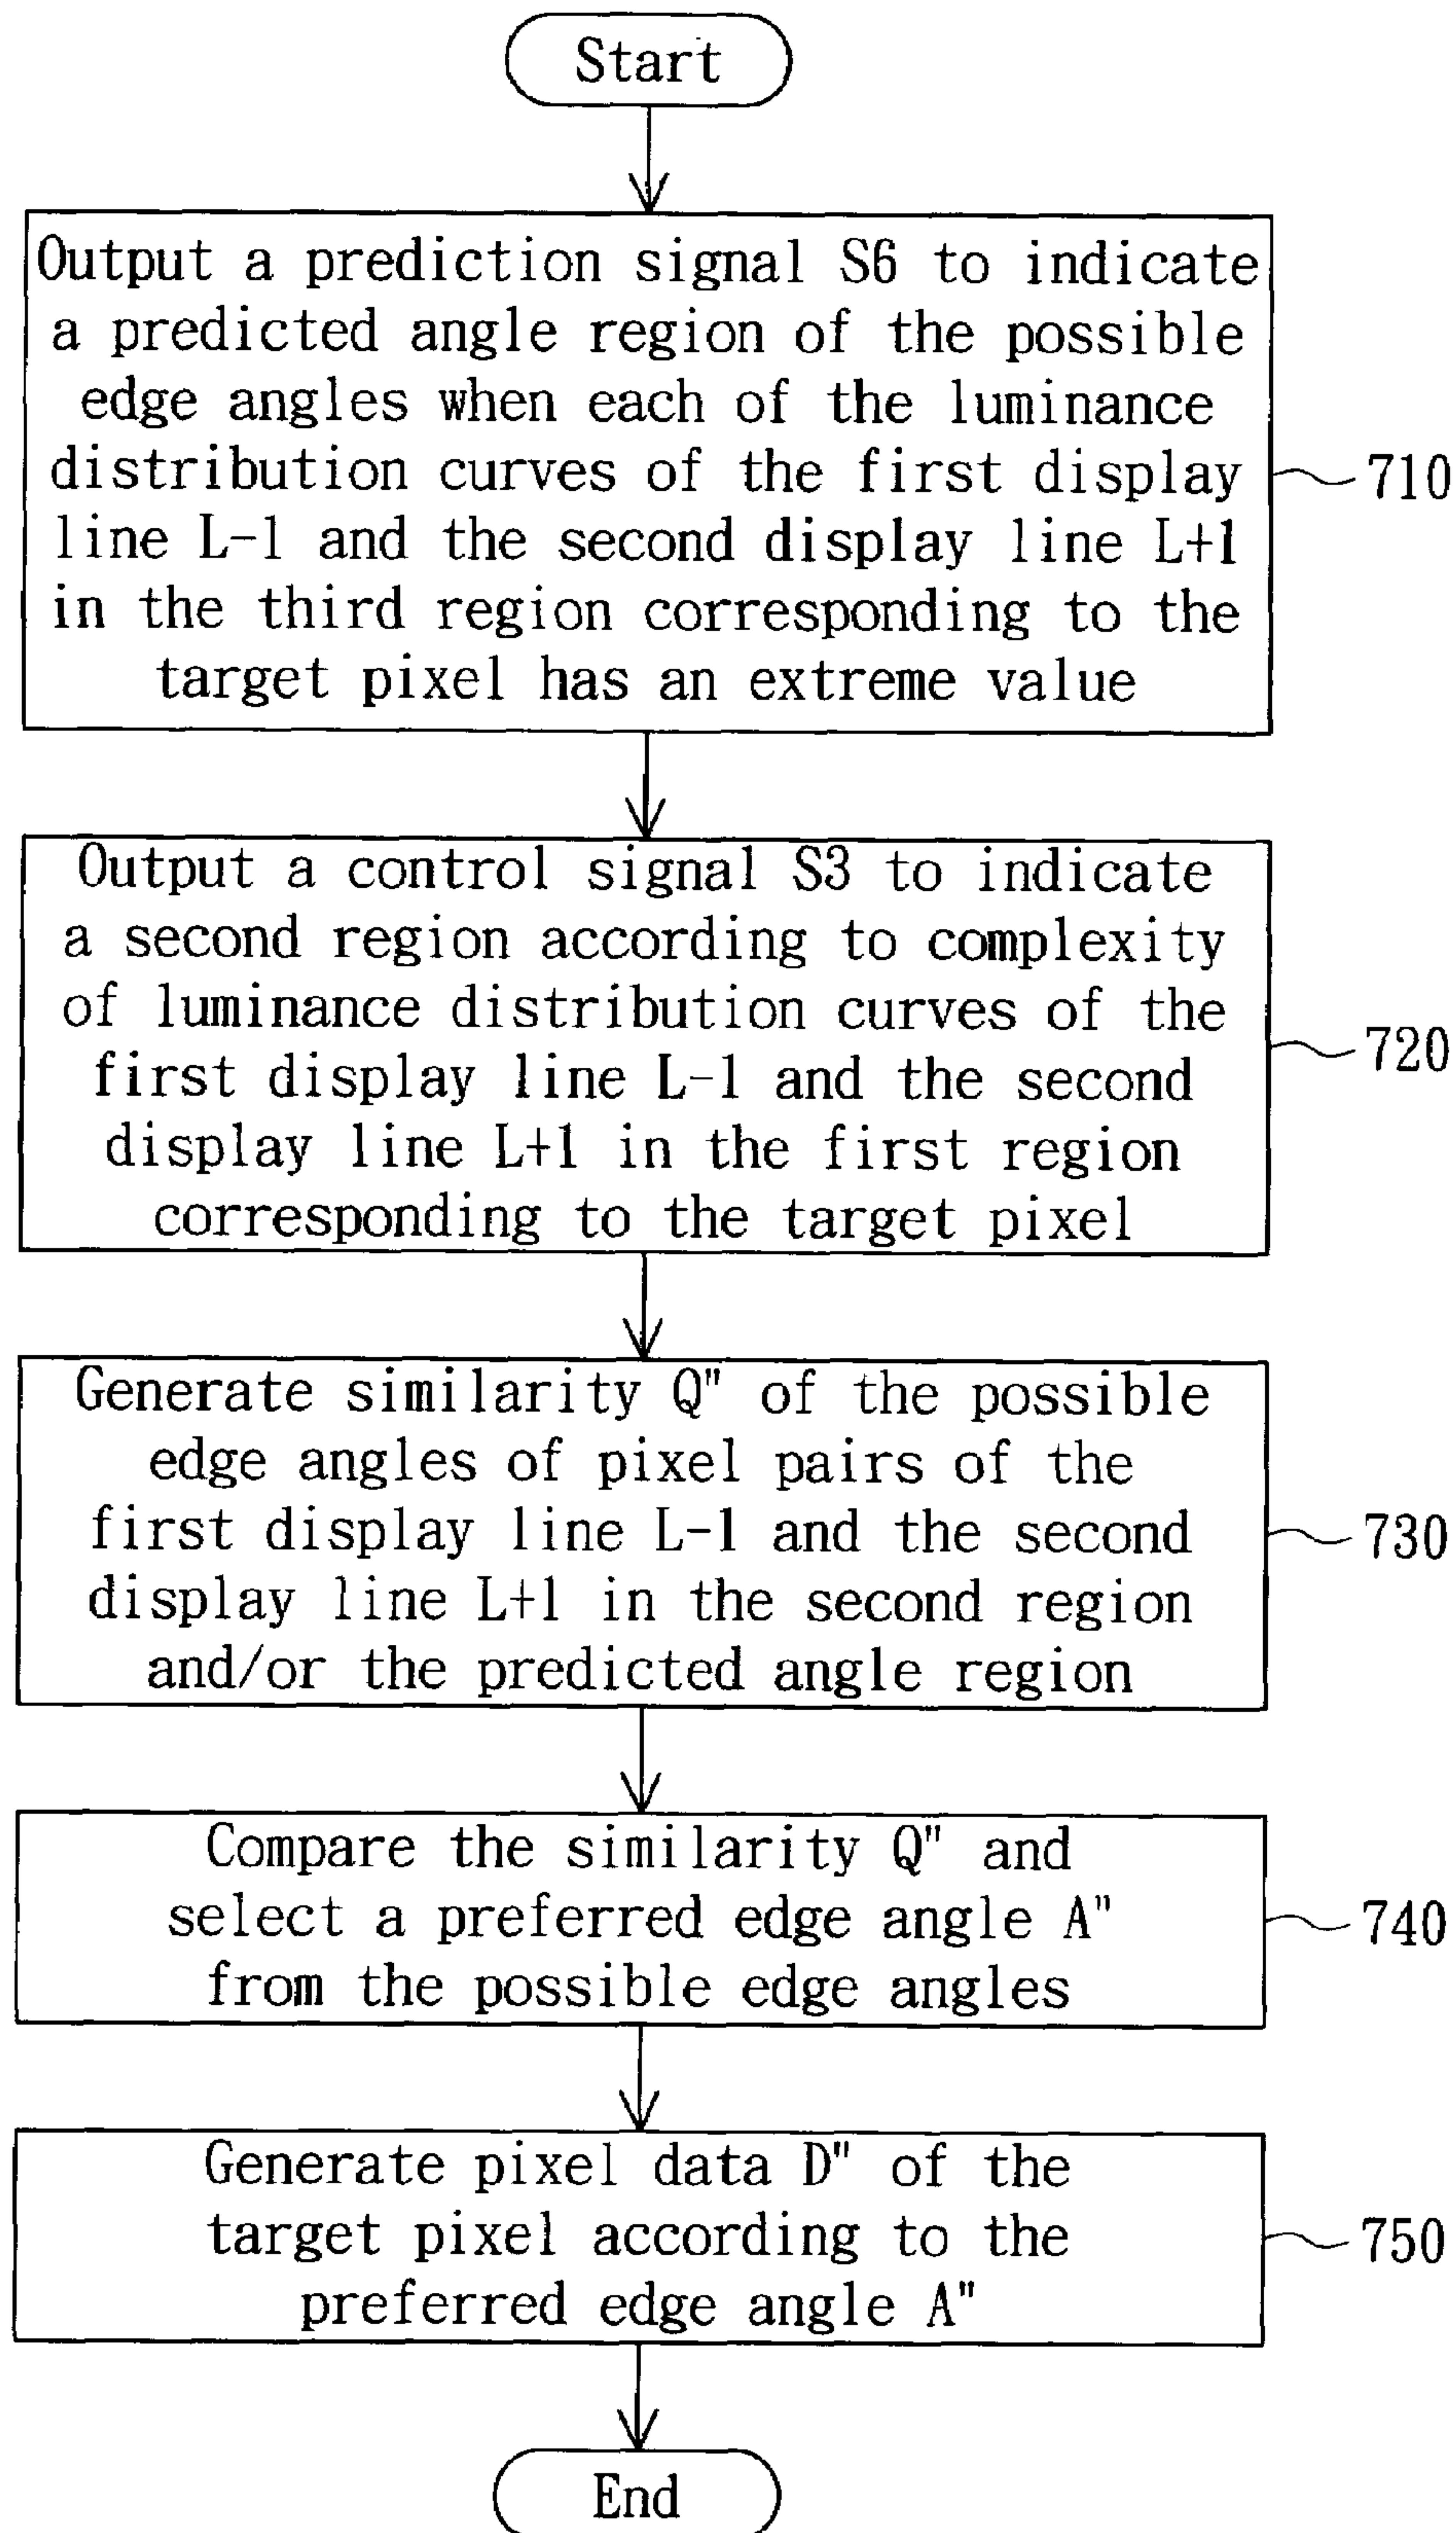 Start
Output a prediction signal S6 to indicate
a predicted angle region of the possible
edge angles when each of the luminance
distribution curves of the first display
line L-1 and the second display line L+1
in the third region corresponding to the
target pixel has an extreme value
710
Output a control signal S3 to indicate
a second region according to complexity
of luminance distribution curves of the
first display line L-1 and the second
display line L+1 in the first region
corresponding to the target pixel
720
Generate similarity Q" of the possible
edge angles of pixel pairs of the
first display line L-1 and the second
display line L+1 in the second region
and/or the predicted angle region
730
Compare the similarity Q" and
select a preferred edge angle A"
from the possible edge angles
740
Generate pixel data D" of the
target pixel according to the
preferred edge angle A"
750
End